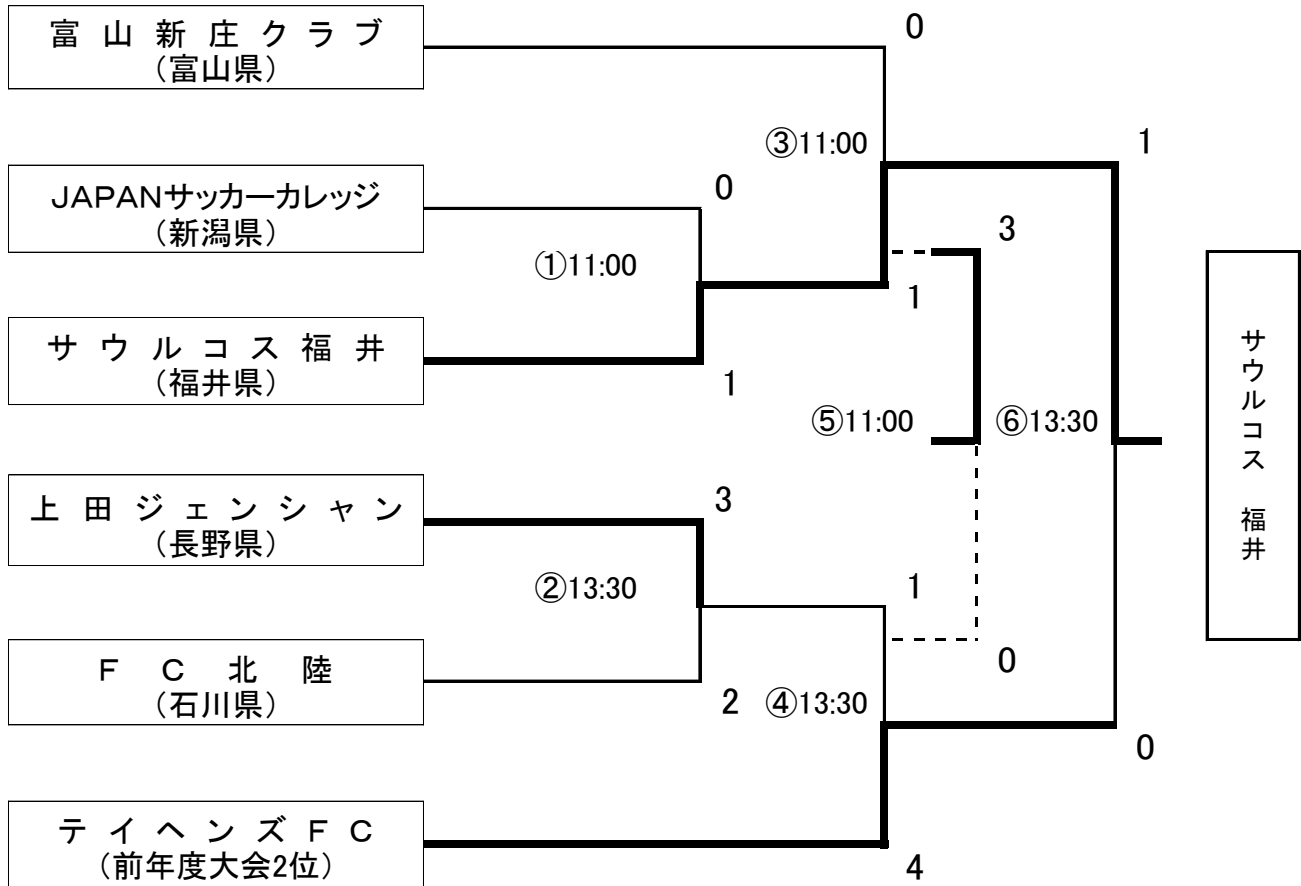 富山新庄クラブ
（富山県）
0
③11:00
1
JAPANサッカーカレッジ
（新潟県）
0
①11:00
3
サウルコス福井
（福井県）
1
1
⑤11:00
⑥13:30
サウルコス 福井
上田ジェンシャン
（長野県）
3
②13:30
1
FC北陸
（石川県）
2
④13:30
0
0
テイヘンズFC
（前年度大会2位）
4